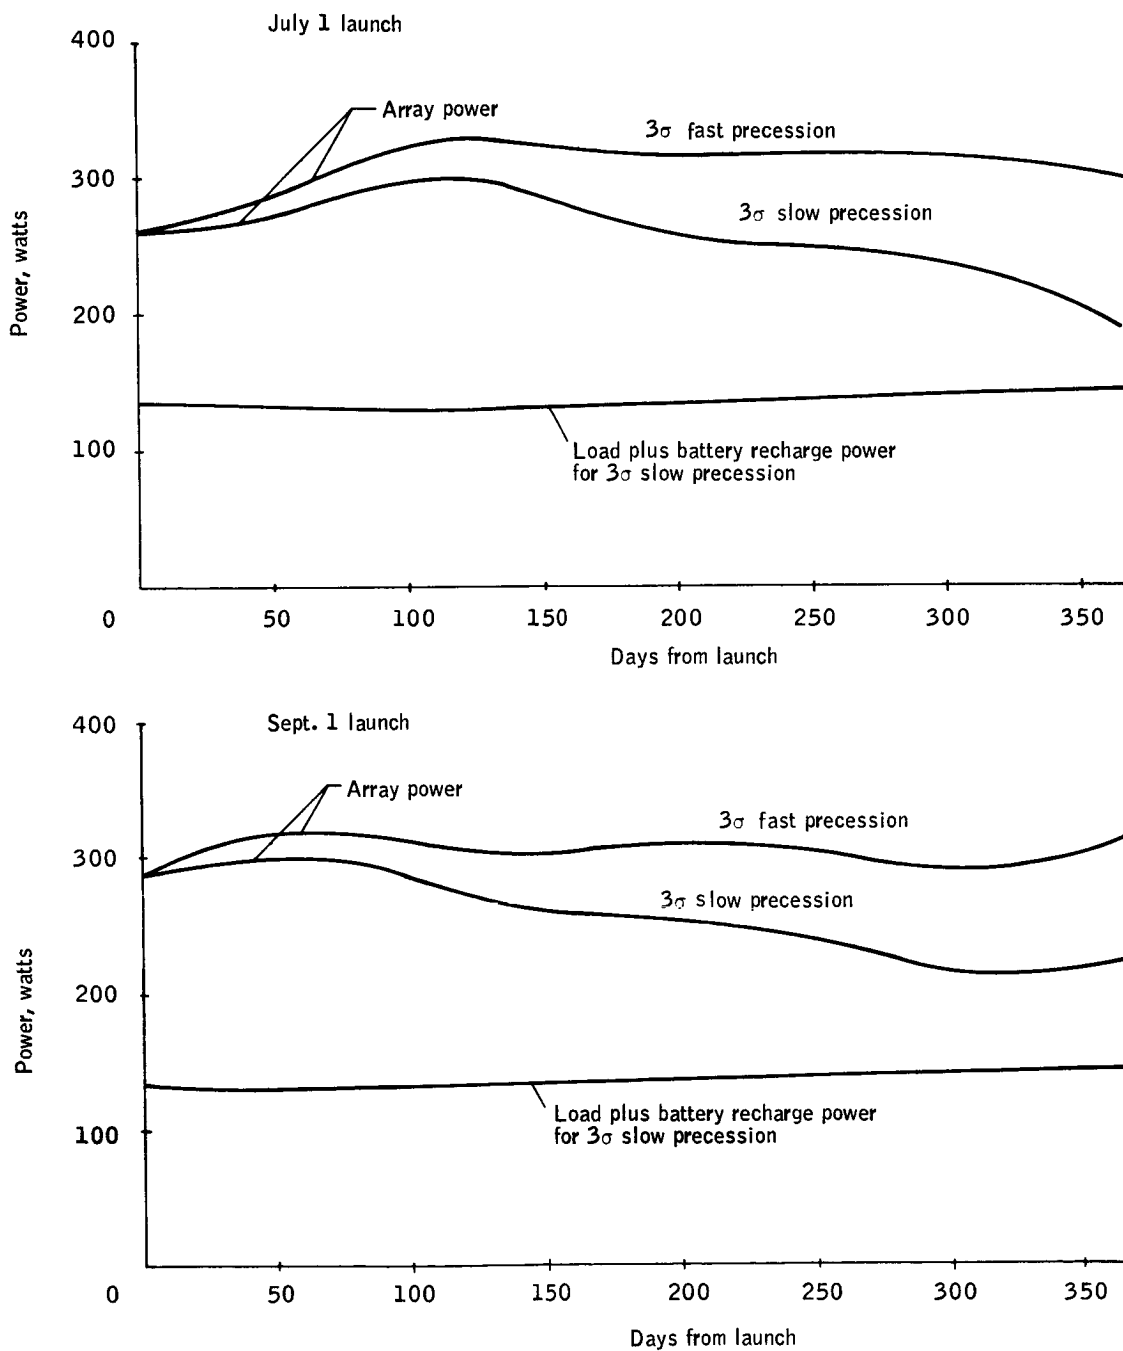 July 1 launch
400
Array power
3σ fast precession
300
3σ slow precession
Power, watts
200
100
Load plus battery recharge power
for 3σ slow precession
0 50 100 150 200 250 300 350
Days from launch
400
Sept. 1 launch
Array power
3σ fast precession
300
3σ slow precession
Power, watts
200
100
Load plus battery recharge power
for 3σ slow precession
0 50 100 150 200 250 300 350
Days from launch